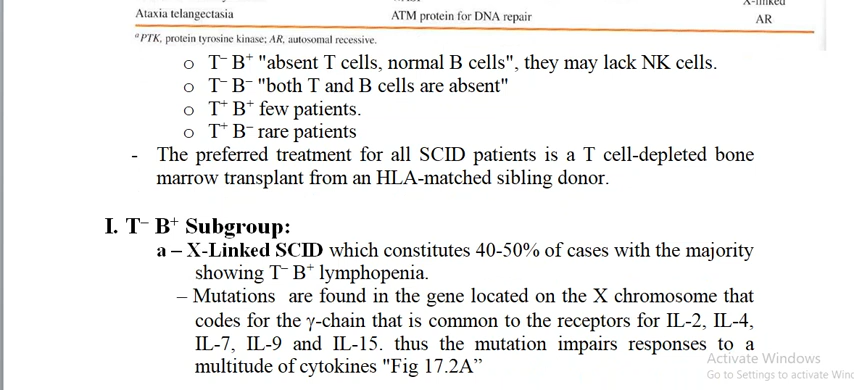 X-linked
Ataxia telangectasia ATM protein for DNA repair AR
ᵃPTK, protein tyrosine kinase; AR, autosomal recessive.
o T⁻ B⁺ "absent T cells, normal B cells", they may lack NK cells.
o T⁻ B⁻ "both T and B cells are absent"
o T⁺ B⁺ few patients.
o T⁺ B⁻ rare patients
- The preferred treatment for all SCID patients is a T cell-depleted bone
marrow transplant from an HLA-matched sibling donor.
I. T⁻ B⁺ Subgroup:
a – X-Linked SCID which constitutes 40-50% of cases with the majority
showing T⁻ B⁺ lymphopenia.
– Mutations are found in the gene located on the X chromosome that
codes for the γ-chain that is common to the receptors for IL-2, IL-4,
IL-7, IL-9 and IL-15. thus the mutation impairs responses to a
multitude of cytokines "Fig 17.2A”
Activate Windows
Go to Settings to activate Winc